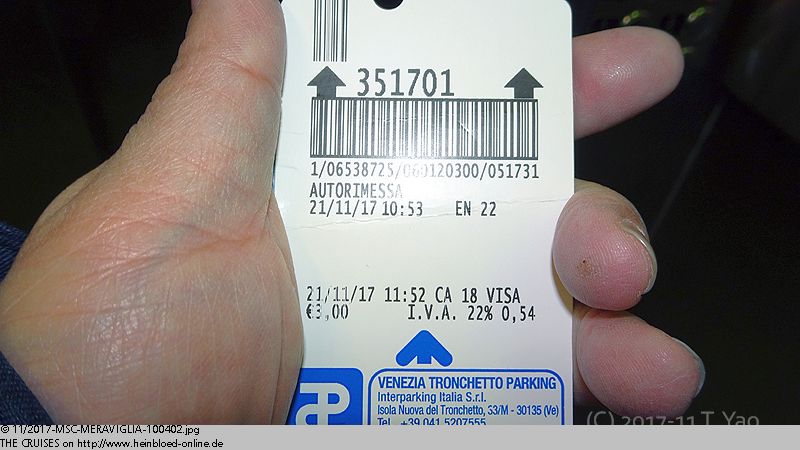 351701
1/06538725/060120300/051731
AUTORIMESSA
21/11/17 10:53 EN 22
21/11/17 11:52 CA 18 VISA
€3,00 I.V.A. 22% 0,54
VENEZIA TRONCHETTO PARKING
Interparking Italia S.r.l.
Isola Nuova del Tronchetto, 53/M - 30135 (Ve)
Tel. +39 041 5207555
(C) 2017-11 T.Yao
© 11/2017-MSC-MERAVIGLIA-100402.jpg
THE CRUISES on http://www.heinbloed-online.de